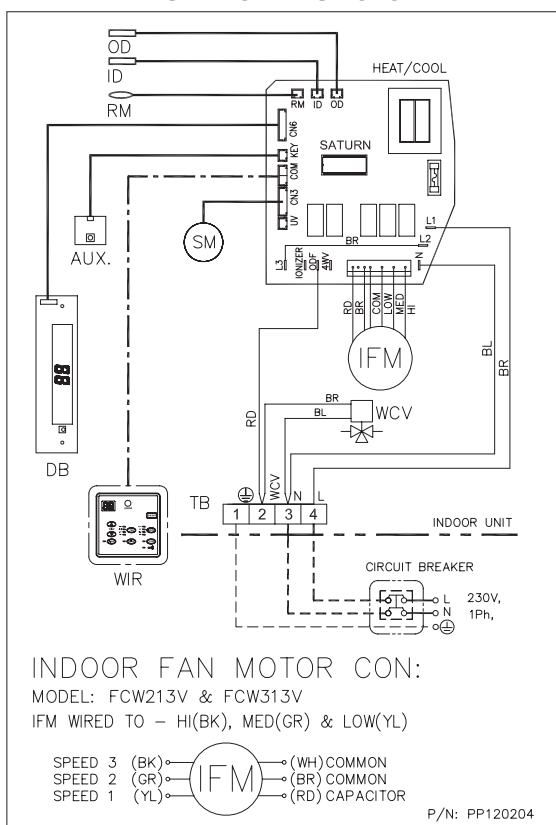 OD
ID
RM
HEAT/COOL
RM ID OD
CN6
KEY
COM
CN3
UV
SATURN
SM
AUX.
88
DB
L1
L2
BR
L3
IONIZER
ODF
4WV
N
RD
BR
COM
LOW
MED
HI
IFM
BL
BR
RD
BR
BL
WCV
WCV
N
L
TB
1 2 3 4
INDOOR UNIT
WIR
CIRCUIT BREAKER
L
N
230V,
1Ph,
INDOOR FAN MOTOR CON:
MODEL: FCW213V & FCW313V
IFM WIRED TO – HI(BK), MED(GR) & LOW(YL)
SPEED 3 (BK) (WH) COMMON
SPEED 2 (GR) IFM (BR) COMMON
SPEED 1 (YL) (RD) CAPACITOR
P/N: PP120204